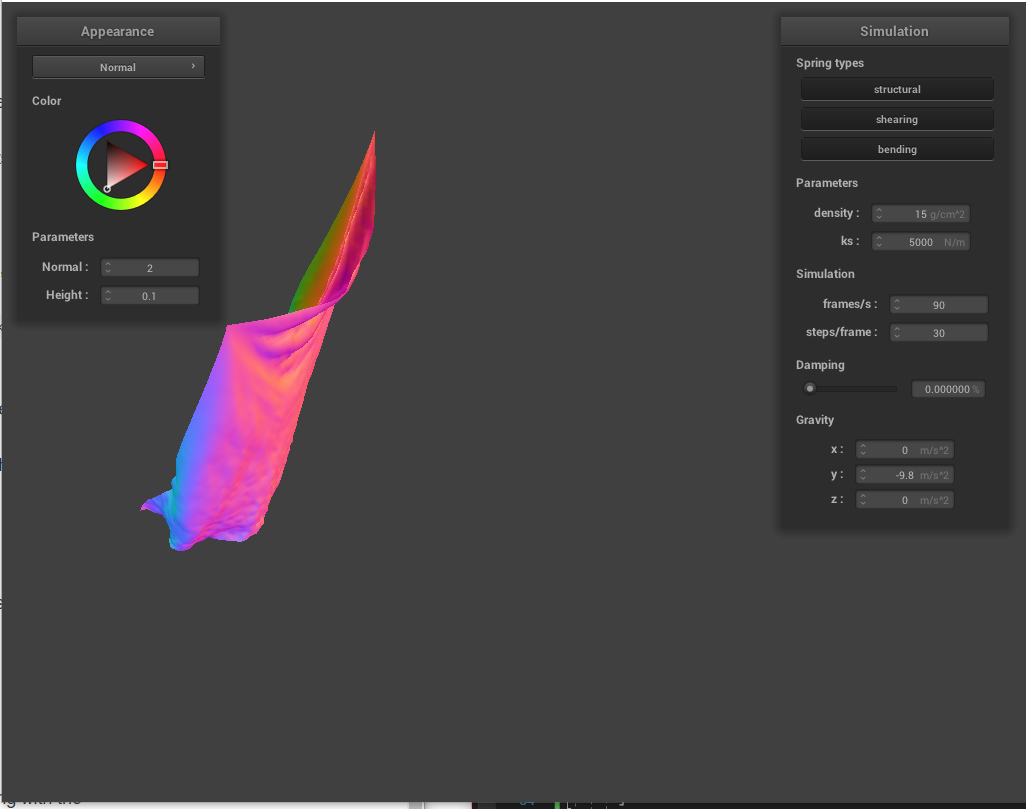 Appearance
Normal
Color
Parameters
Normal : 2
Height : 0.1
Simulation
Spring types
structural
shearing
bending
Parameters
density : 15 g/cm^2
ks : 5000 N/m
Simulation
frames/s : 90
steps/frame : 30
Damping
0.000000 %
Gravity
x : 0 m/s^2
y : -9.8 m/s^2
z : 0 m/s^2
with the